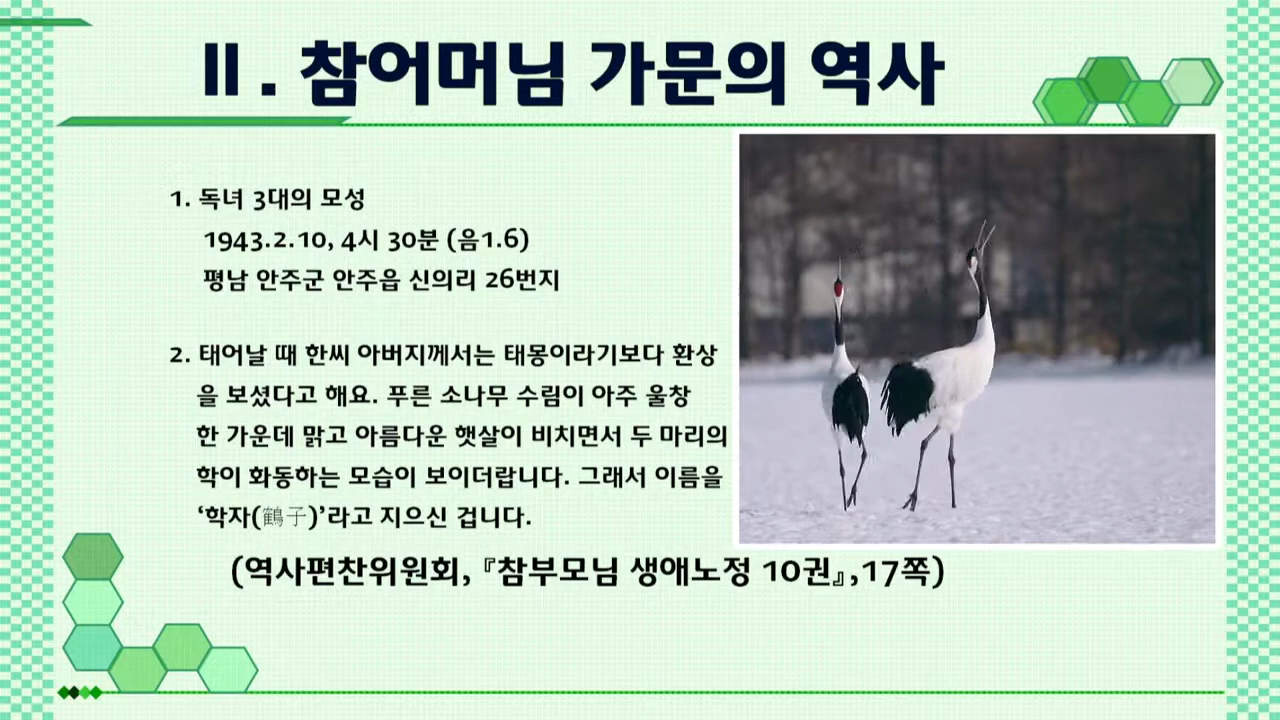 II. 참어머님 가문의 역사
1. 독녀 3대의 모성
1943.2.10, 4시 30분 (음1.6)
평남 안주군 안주읍 신의리 26번지
2. 태어날 때 한씨 아버지께서는 태몽이라기보다 환상
을 보셨다고 해요. 푸른 소나무 수림이 아주 울창
한 가운데 맑고 아름다운 햇살이 비치면서 두 마리의
학이 화동하는 모습이 보이더랍니다. 그래서 이름을
‘학자(鶴子)’라고 지으신 겁니다.
(역사편찬위원회, 『참부모님 생애노정 10권』,17쪽)